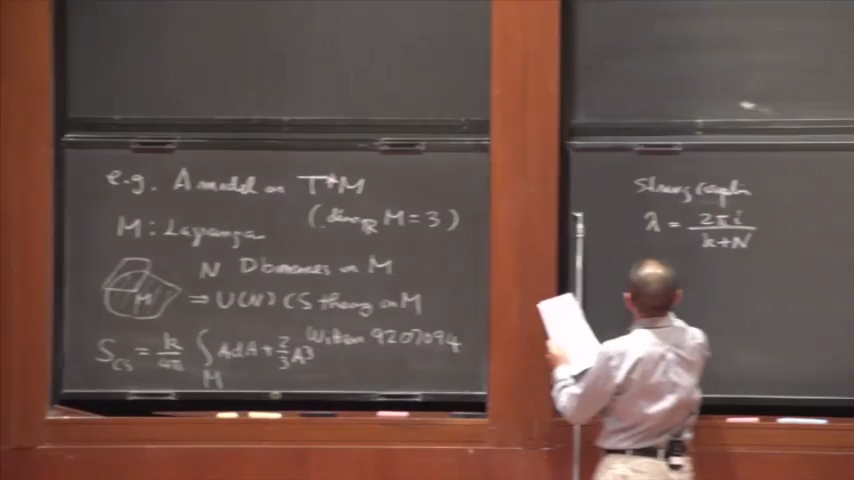 e.g. A model on T*M
(dim_ℝ M = 3)
M : Lagrangian
N D branes on M
M
⇒ U(N) CS theory on M
S_CS = k/4π ∫_M AdA + 2/3 A³
Witten 9207094
String coupling
λ = 2πi / k+N